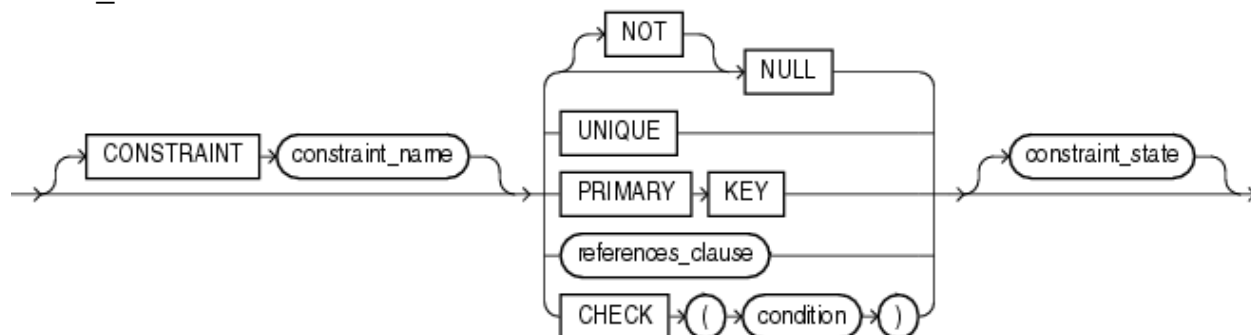 NOT
NULL
UNIQUE
CONSTRAINT constraint_name constraint_state
PRIMARY KEY
references_clause
CHECK ( condition )